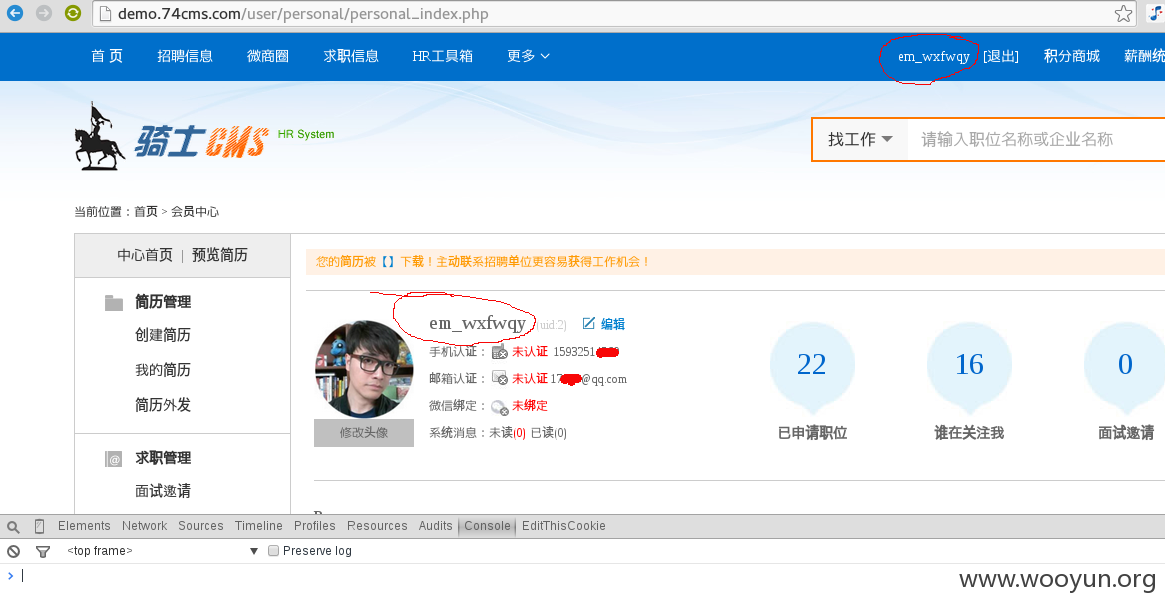 demo.74cms.com/user/personal/personal_index.php
首 页 招聘信息 微商圈 求职信息 HR工具箱 更多 em_wxfwqy [退出] 积分商城 薪酬统
骑士CMS HR System
找工作 请输入职位名称或企业名称
当前位置：首页 > 会员中心
中心首页 | 预览简历
您的简历被【】下载！主动联系招聘单位更容易获得工作机会！
简历管理
创建简历
我的简历
简历外发
求职管理
面试邀请
em_wxfwqy (uid:2) 编辑
手机认证： 未认证 1593251
邮箱认证： 未认证 17 @qq.com
微信绑定： 未绑定
系统消息：未读(0) 已读(0)
修改头像
22 16 0
已申请职位 谁在关注我 面试邀请
Elements Network Sources Timeline Profiles Resources Audits Console EditThisCookie
<top frame> Preserve log
www.wooyun.org